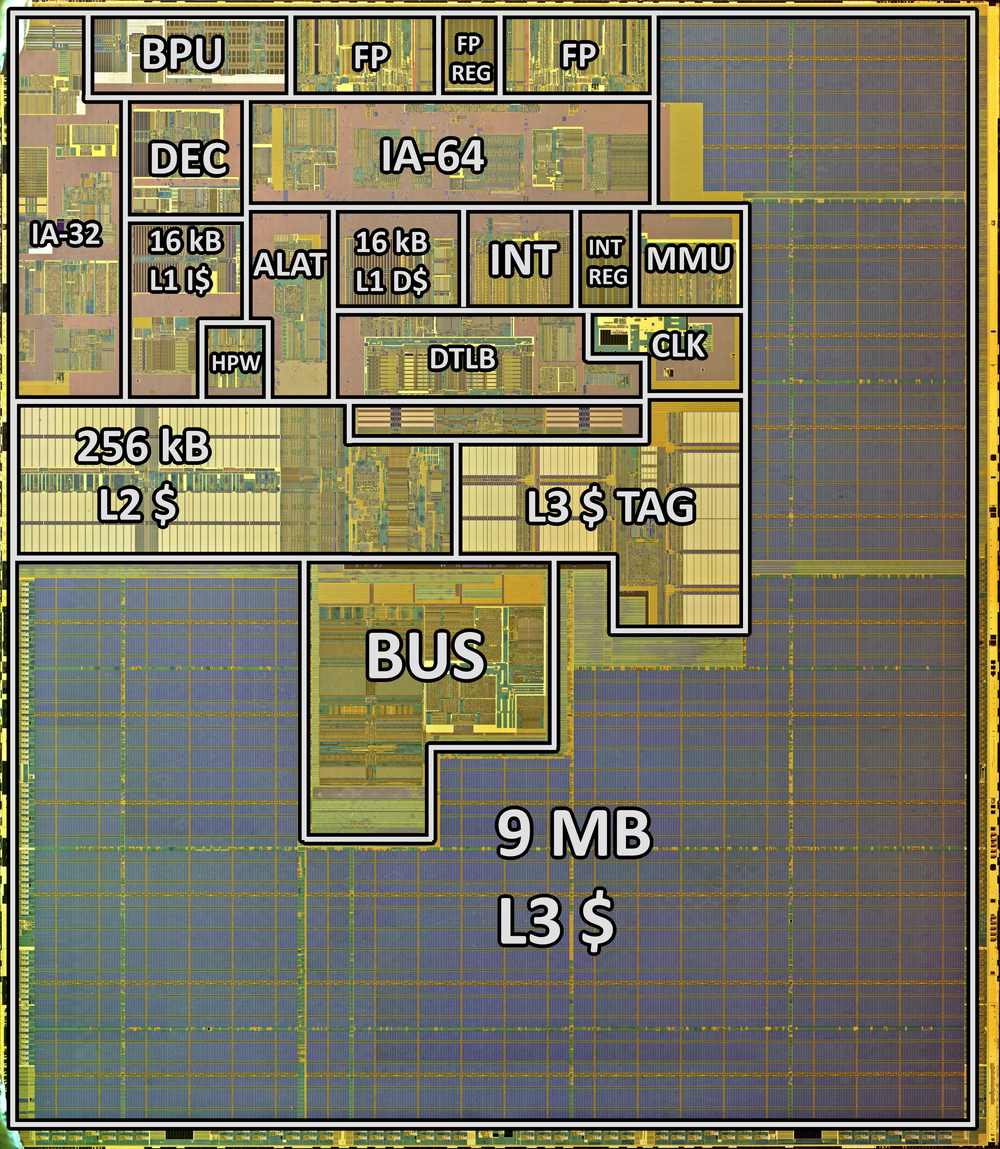 BPU
FP
FP
REG
FP
DEC
IA-64
IA-32
16 kB
L1 I$
ALAT
16 kB
L1 D$
INT
INT
REG
MMU
HPW
DTLB
CLK
256 kB
L2 $
L3 $ TAG
BUS
9 MB
L3 $